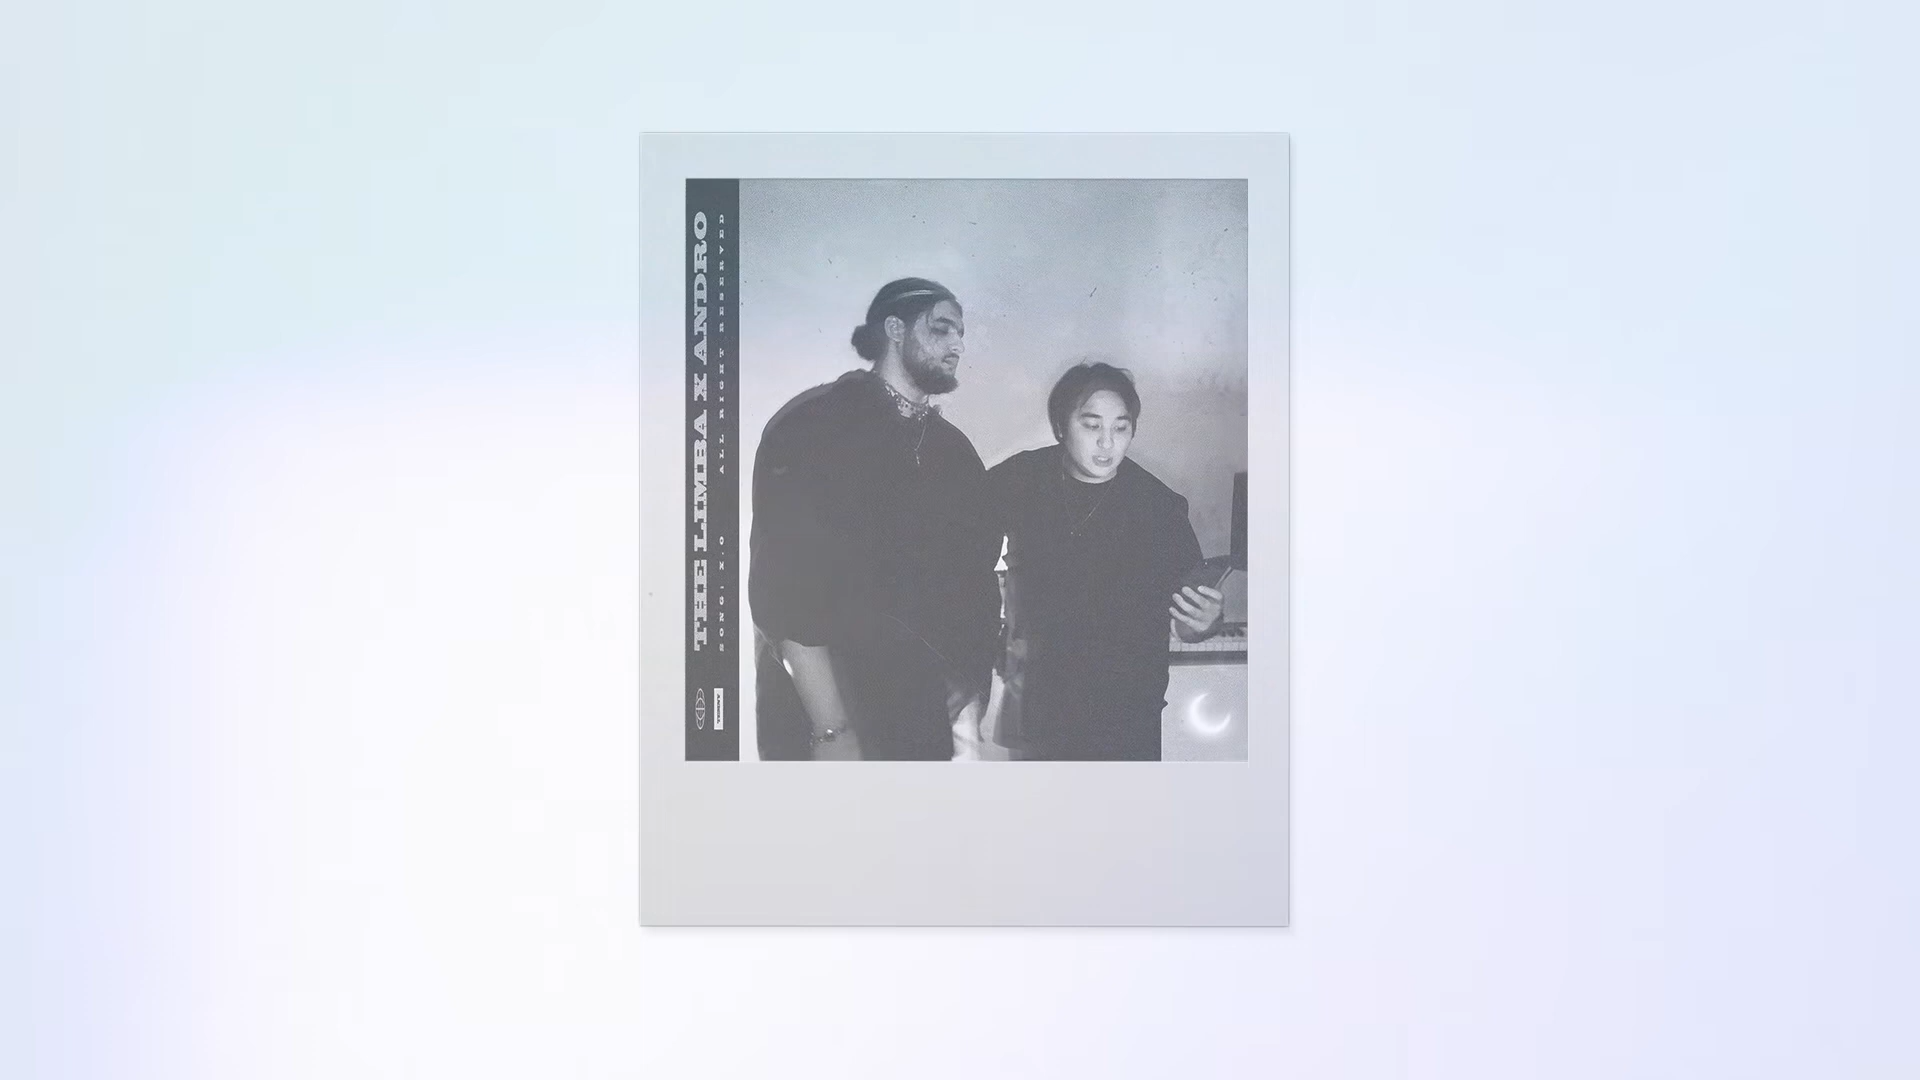 THE LIMBA X ANDRO
SONG: X.O ALL RIGHT RESERVED